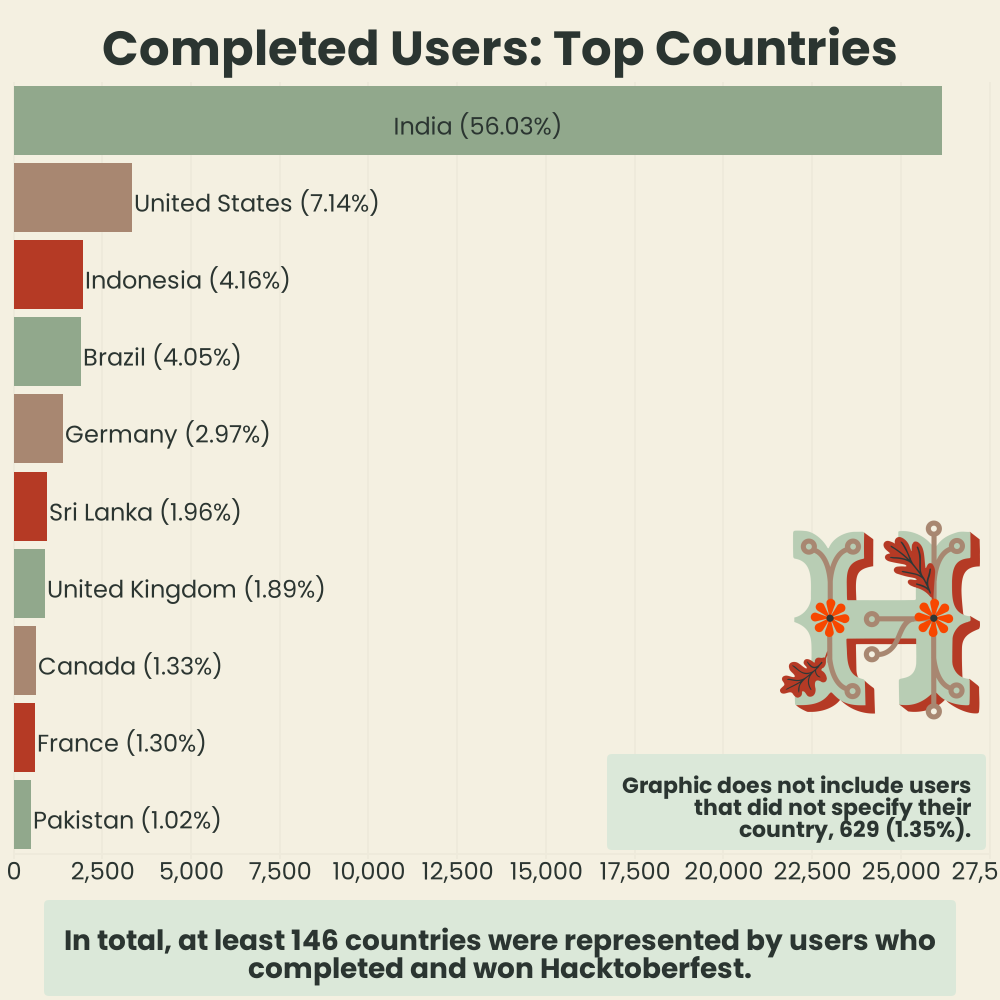 Completed Users: Top Countries
India (56.03%)
United States (7.14%)
Indonesia (4.16%)
Brazil (4.05%)
Germany (2.97%)
Sri Lanka (1.96%)
United Kingdom (1.89%)
Canada (1.33%)
France (1.30%)
Pakistan (1.02%)
H
Graphic does not include users
that did not specify their
country, 629 (1.35%).
0 2,500 5,000 7,500 10,000 12,500 15,000 17,500 20,000 22,500 25,000 27,5
In total, at least 146 countries were represented by users who
completed and won Hacktoberfest.